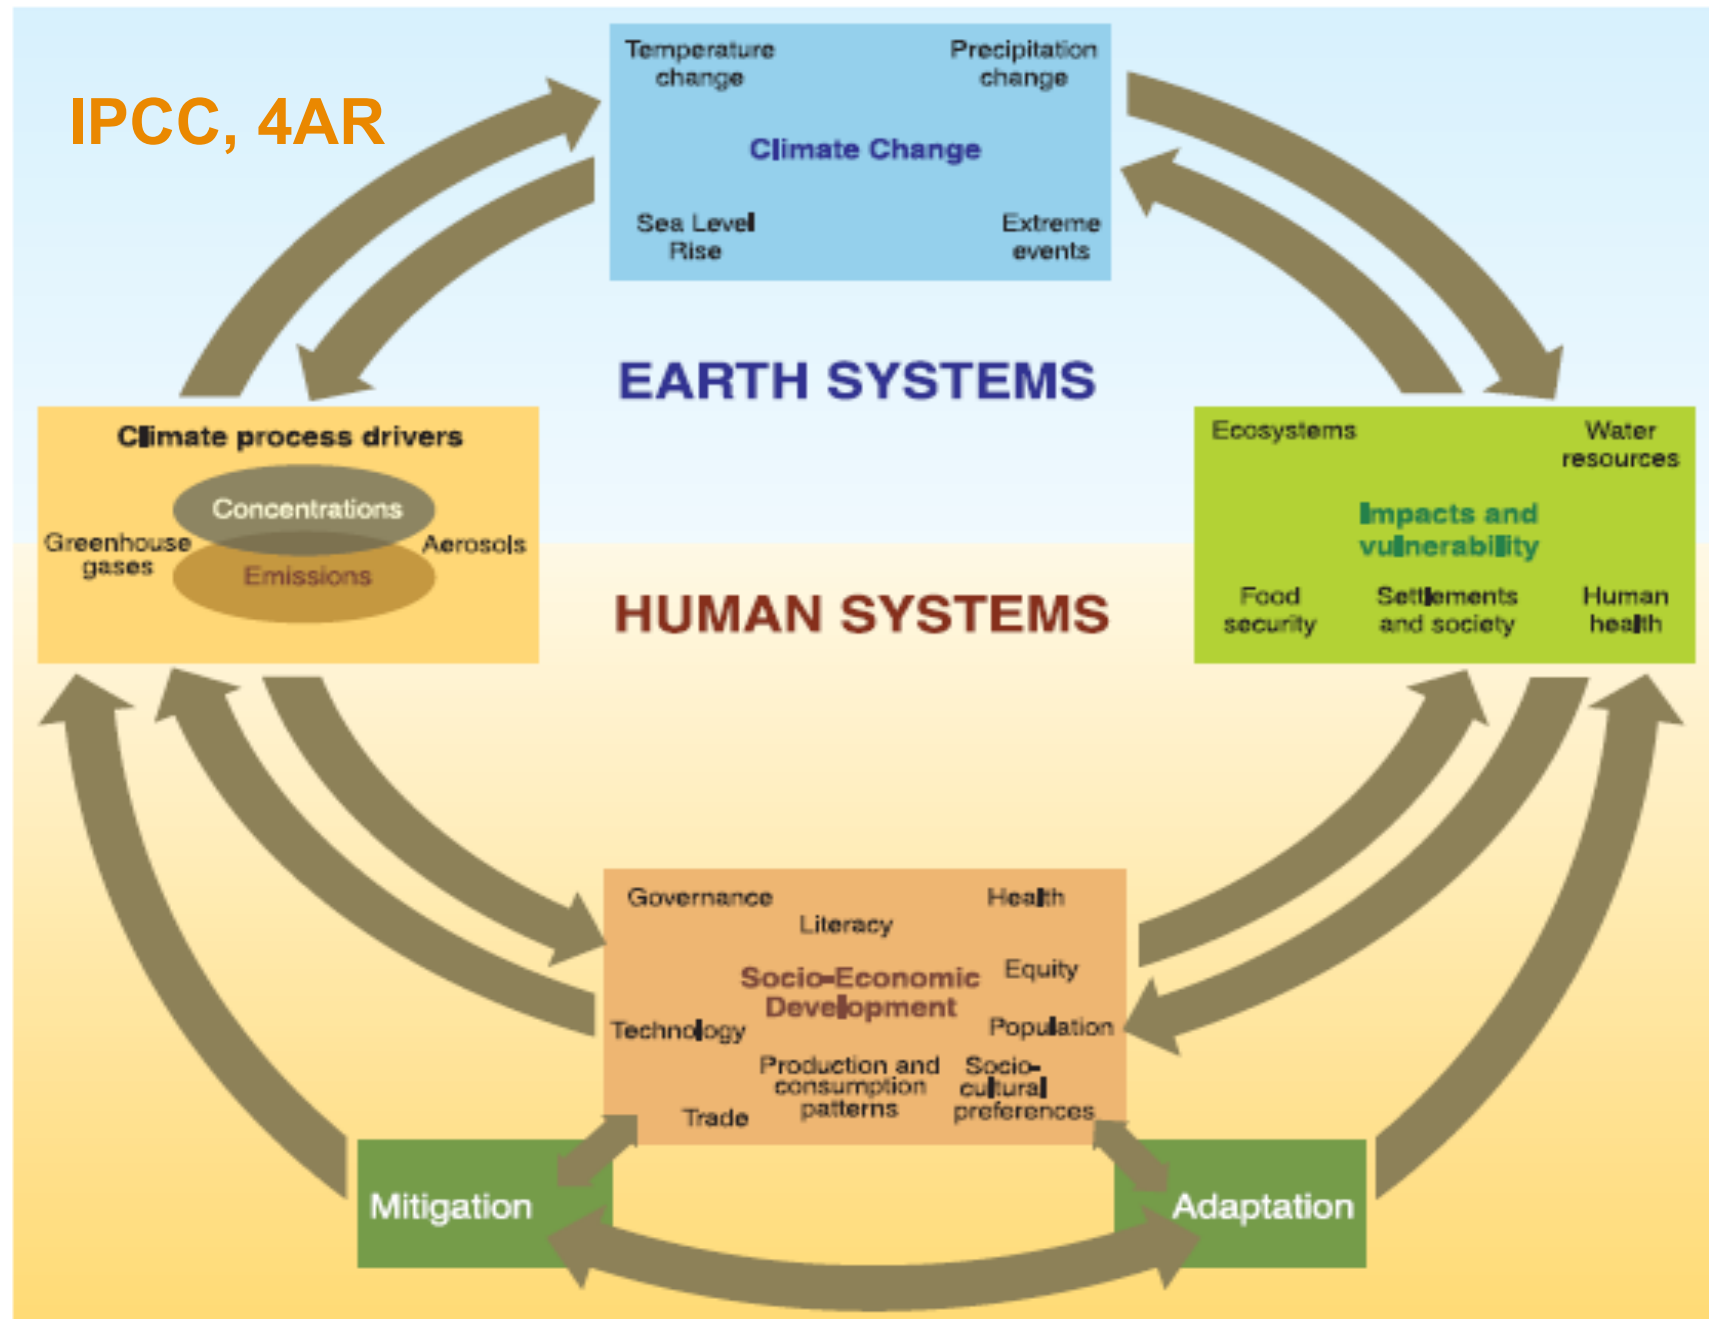 IPCC, 4AR
Temperature
change
Precipitation
change
Climate Change
Sea Level
Rise
Extreme
events
EARTH SYSTEMS
Climate process drivers
Concentrations
Greenhouse
gases
Aerosols
Emissions
Ecosystems
Water
resources
Impacts and
vulnerability
Food
security
Settlements
and society
Human
health
HUMAN SYSTEMS
Governance
Literacy
Health
Socio-Economic
Development
Equity
Technology
Population
Production and
consumption
patterns
Socio-
cultural
preferences
Trade
Mitigation
Adaptation